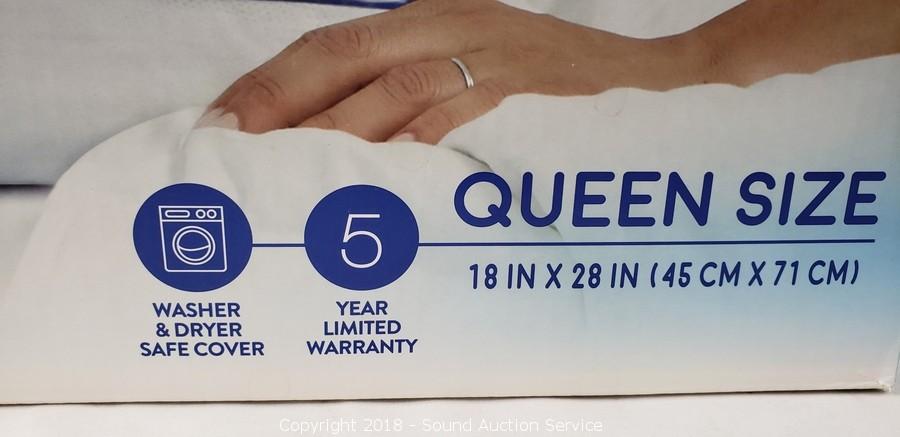 QUEEN SIZE
18 IN X 28 IN (45 CM X 71 CM)
WASHER
& DRYER
SAFE COVER
5
YEAR
LIMITED
WARRANTY
Copyright 2018 - Sound Auction Service